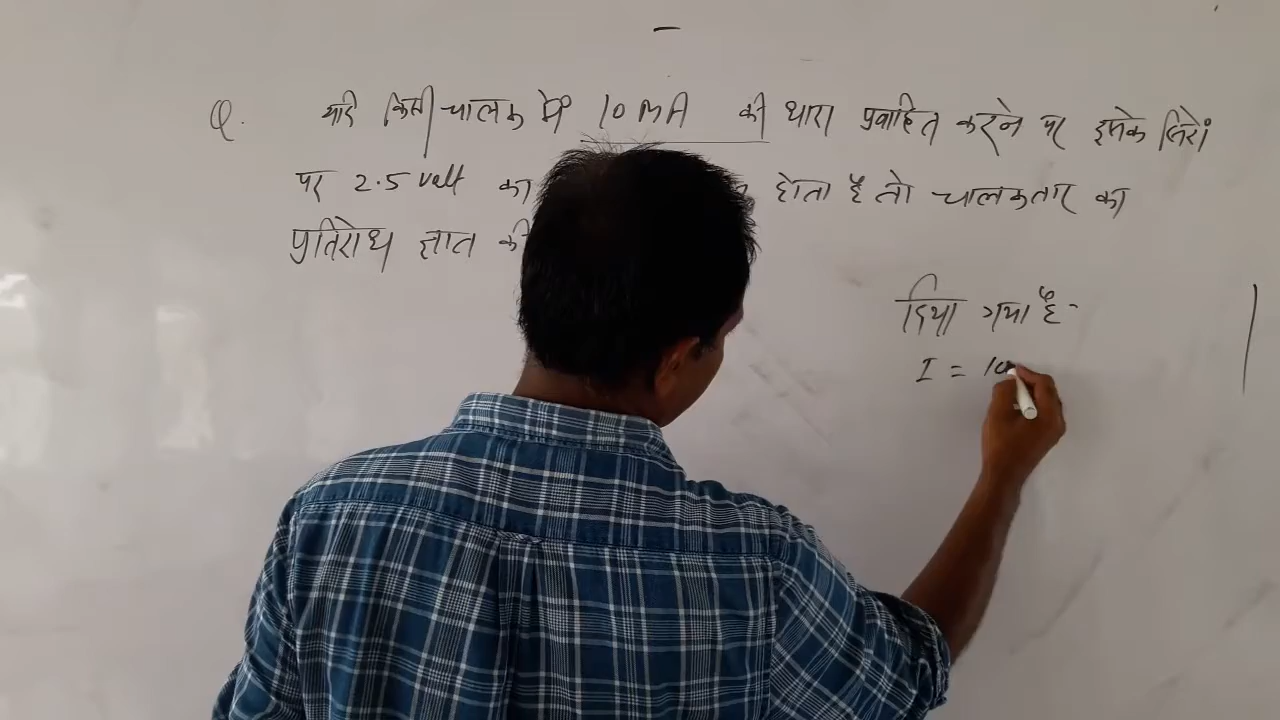 Q. यदि किसी चालक में 10 MA की धारा प्रवाहित करने पर इसके सिरों
पर 2.5 volt का होता है तो चालकतार का
प्रतिरोध ज्ञात की
दिया गया है -
I = 10